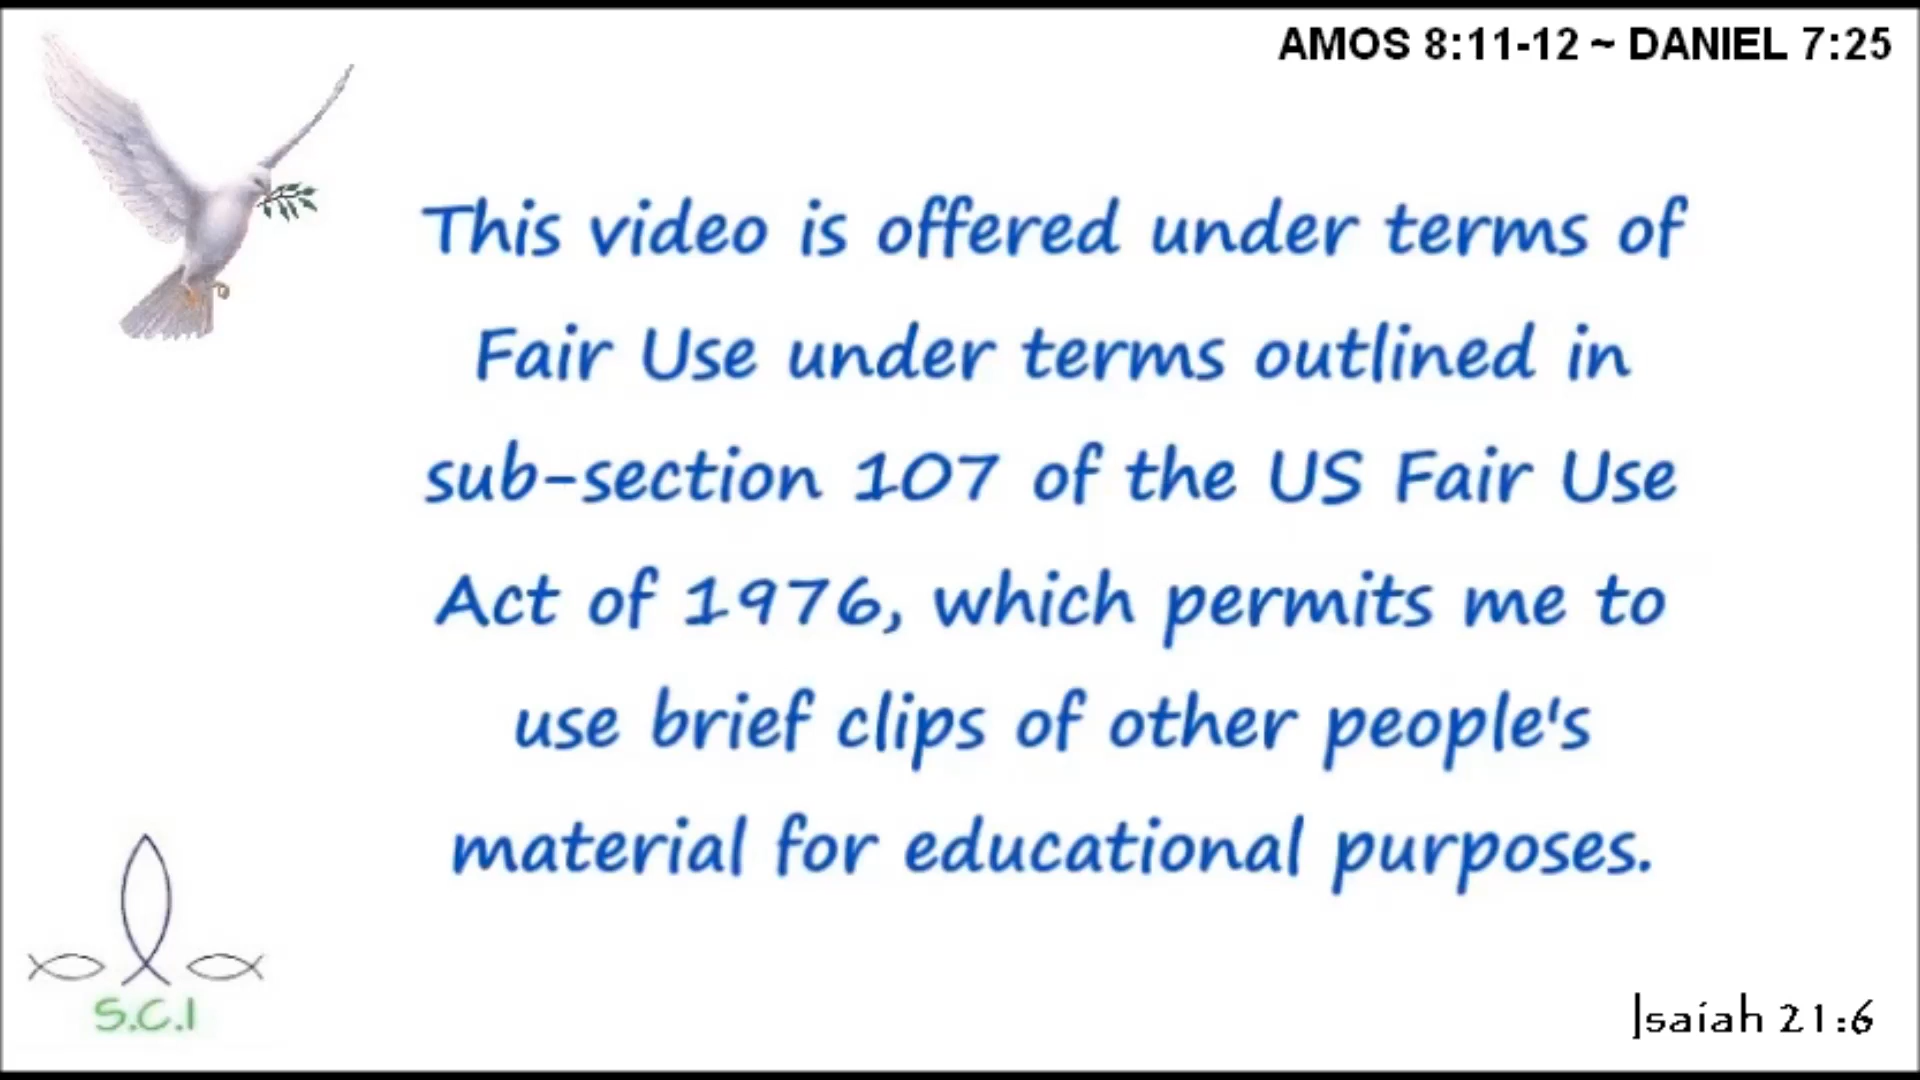 AMOS 8:11-12 ~ DANIEL 7:25
This video is offered under terms of
Fair Use under terms outlined in
sub-section 107 of the US Fair Use
Act of 1976, which permits me to
use brief clips of other people's
material for educational purposes.
S.C.I
Isaiah 21:6